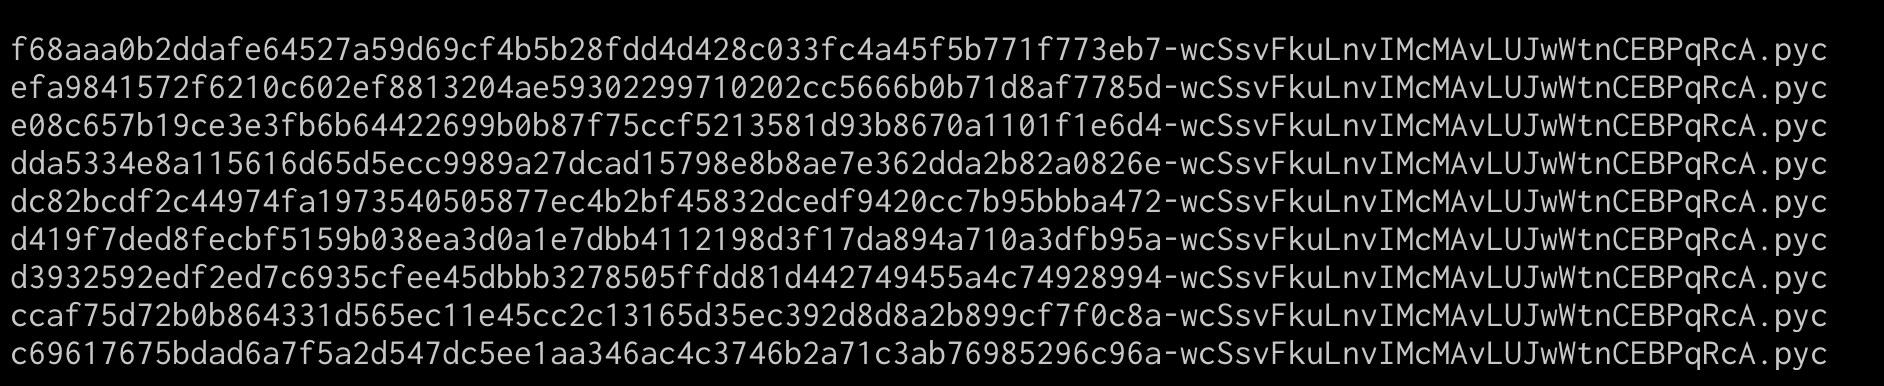 f68aaa0b2ddafe64527a59d69cf4b5b28fdd4d428c033fc4a45f5b771f773eb7-wcSsvFkuLnvIMcMAvLUJwWtnCEBPqRcA.pyc
efa9841572f6210c602ef8813204ae59302299710202cc5666b0b71d8af7785d-wcSsvFkuLnvIMcMAvLUJwWtnCEBPqRcA.pyc
e08c657b19ce3e3fb6b64422699b0b87f75ccf5213581d93b8670a1101f1e6d4-wcSsvFkuLnvIMcMAvLUJwWtnCEBPqRcA.pyc
dda5334e8a115616d65d5ecc9989a27dcad15798e8b8ae7e362dda2b82a0826e-wcSsvFkuLnvIMcMAvLUJwWtnCEBPqRcA.pyc
dc82bcdf2c44974fa1973540505877ec4b2bf45832dcedf9420cc7b95bbba472-wcSsvFkuLnvIMcMAvLUJwWtnCEBPqRcA.pyc
d419f7ded8fecbf5159b038ea3d0a1e7dbb4112198d3f17da894a710a3dfb95a-wcSsvFkuLnvIMcMAvLUJwWtnCEBPqRcA.pyc
d3932592edf2ed7c6935cfee45dbbb3278505ffdd81d442749455a4c74928994-wcSsvFkuLnvIMcMAvLUJwWtnCEBPqRcA.pyc
ccaf75d72b0b864331d565ec11e45cc2c13165d35ec392d8d8a2b899cf7f0c8a-wcSsvFkuLnvIMcMAvLUJwWtnCEBPqRcA.pyc
c69617675bdad6a7f5a2d547dc5ee1aa346ac4c3746b2a71c3ab76985296c96a-wcSsvFkuLnvIMcMAvLUJwWtnCEBPqRcA.pyc